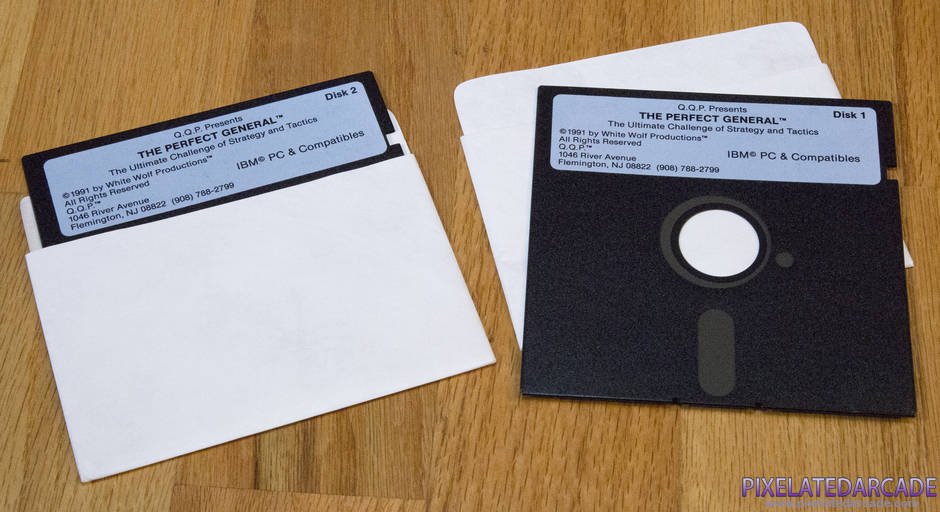 Disk 2
Q.Q.P. Presents
THE PERFECT GENERAL™
The Ultimate Challenge of Strategy and Tactics
©1991 by White Wolf Productions™
All Rights Reserved
IBM® PC & Compatibles
Q.Q.P.™
1046 River Avenue
Flemington, NJ 08822 (908) 788-2799
Disk 1
Q.Q.P. Presents
THE PERFECT GENERAL™
The Ultimate Challenge of Strategy and Tactics
©1991 by White Wolf Productions™
All Rights Reserved
IBM® PC & Compatibles
Q.Q.P.™
1046 River Avenue
Flemington, NJ 08822 (908) 788-2799
PIXELATEDARCADE
www.pixelatedarcade.com